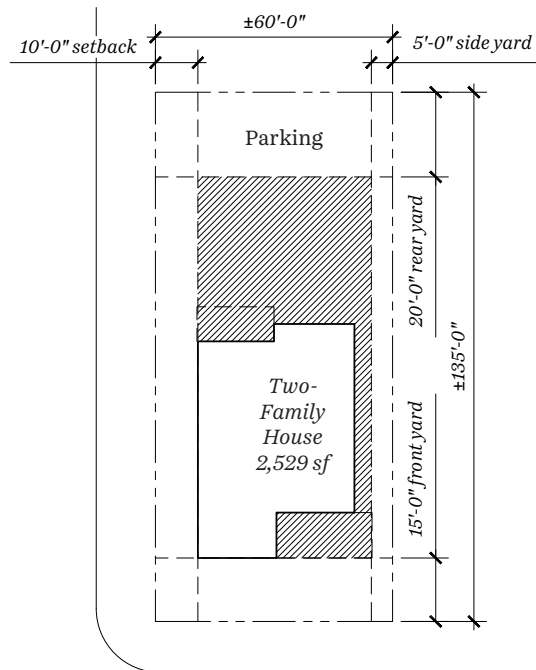 ±60'-0"
10'-0" setback
5'-0" side yard
Parking
20'-0" rear yard
±135'-0"
Two-
Family
House
2,529 sf
15'-0" front yard